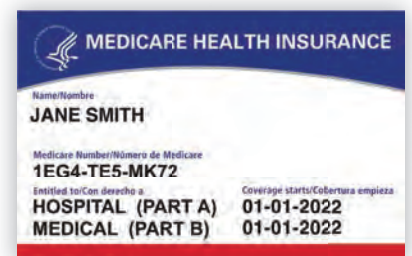 MEDICARE HEALTH INSURANCE
Name/Nombre
JANE SMITH
Medicare Number/Número de Medicare
1EG4-TE5-MK72
Entitled to/Con derecho a Coverage starts/Cobertura empieza
HOSPITAL (PART A) 01-01-2022
MEDICAL (PART B) 01-01-2022